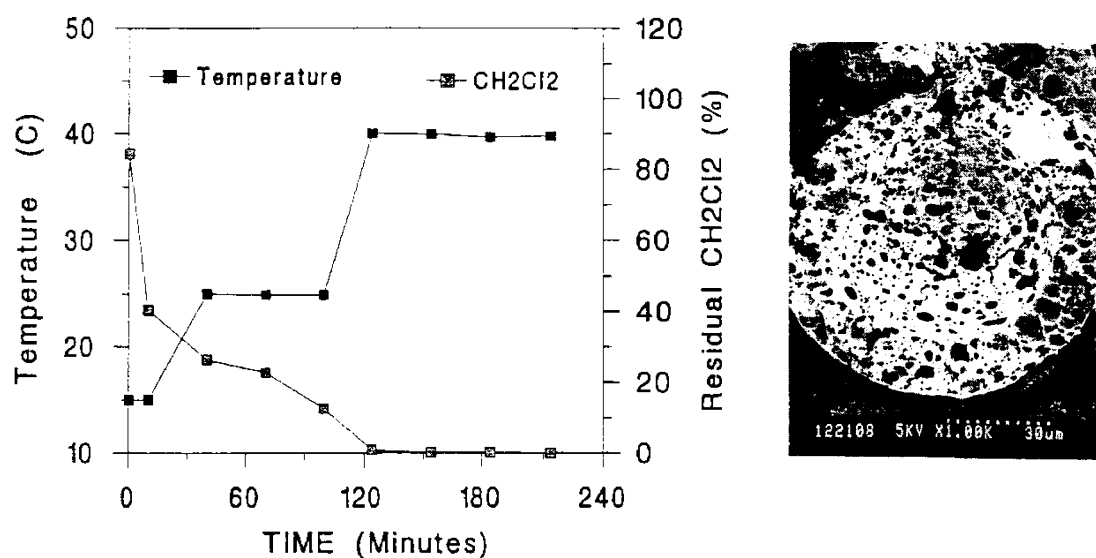 50
40
30
20
10
Temperature (C)
Temperature
CH2Cl2
120
100
80
60
40
20
0
Residual CH2Cl2 (%)
0 60 120 180 240
TIME (Minutes)
122108 5KV X1.00K 30um